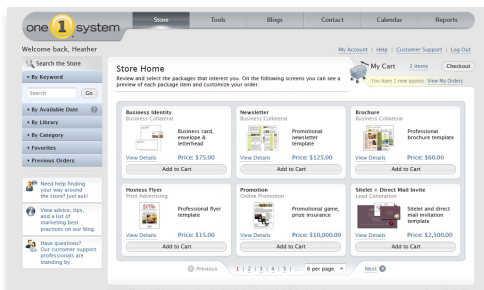 one 1 system
Store Tools Blogs Contact Calendar Reports
Welcome back, Heather
My Account | Help | Customer Support | Log Out
Search the Store
By Keyword
Search Go
By Available Date ?
By Library
By Category
Favorites
Previous Orders
Need help finding
your way around
the store? Just ask!
View advice, tips,
and a list of
marketing best
practices on our blog.
Have questions?
Our customer support
professionals are
standing by.
Store Home
Review and select the packages that interest you. On the following screens you can see a
preview of each package item and customize your order.
My Cart 2 items Checkout
You have 2 new quotes. View My Orders
Business Identity
Business Collateral
Business card,
envelope &
letterhead
View Details Price: $75.00
Add to Cart
Newsletter
Business Collateral
Promotional
newsletter
template
View Details Price: $125.00
Add to Cart
Brochure
Business Collateral
Professional
brochure template
View Details Price: $60.00
Add to Cart
Hostess Flyer
Print Advertising
Professional flyer
template
View Details Price: $15.00
Add to Cart
Promotion
Online Promotion
Promotional game,
prize insurance
View Details Price: $10,000.00
Add to Cart
Sitelet + Direct Mail Invite
Lead Generation
Sitelet and direct
mail invitation
template
View Details Price: $2,500.00
Add to Cart
Previous 1 | 2 | 3 | 4 | 5 | ... 6 per page Next